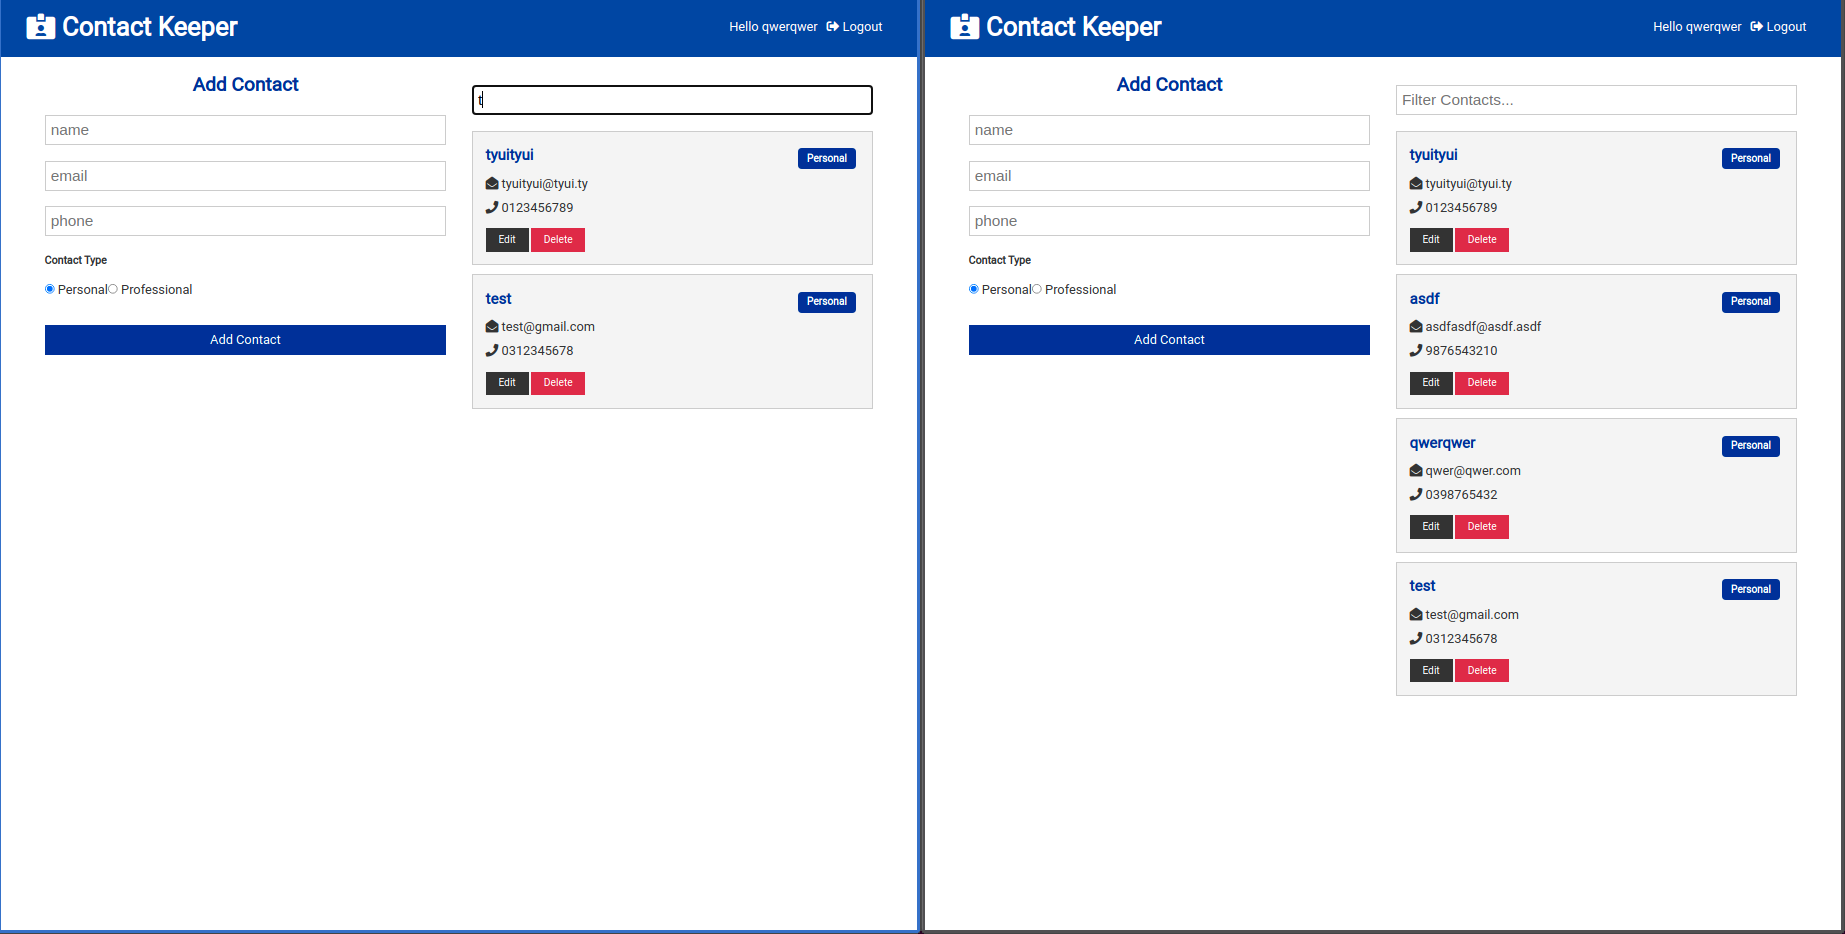 Contact Keeper
Hello qwerqwer Logout
Add Contact
name
email
phone
Contact Type
Personal Professional
Add Contact
t
tyuityui
Personal
tyuityui@tyui.ty
0123456789
Edit Delete
test
Personal
test@gmail.com
0312345678
Edit Delete
Contact Keeper
Hello qwerqwer Logout
Add Contact
name
email
phone
Contact Type
Personal Professional
Add Contact
Filter Contacts...
tyuityui
Personal
tyuityui@tyui.ty
0123456789
Edit Delete
asdf
Personal
asdfasdf@asdf.asdf
9876543210
Edit Delete
qwerqwer
Personal
qwer@qwer.com
0398765432
Edit Delete
test
Personal
test@gmail.com
0312345678
Edit Delete